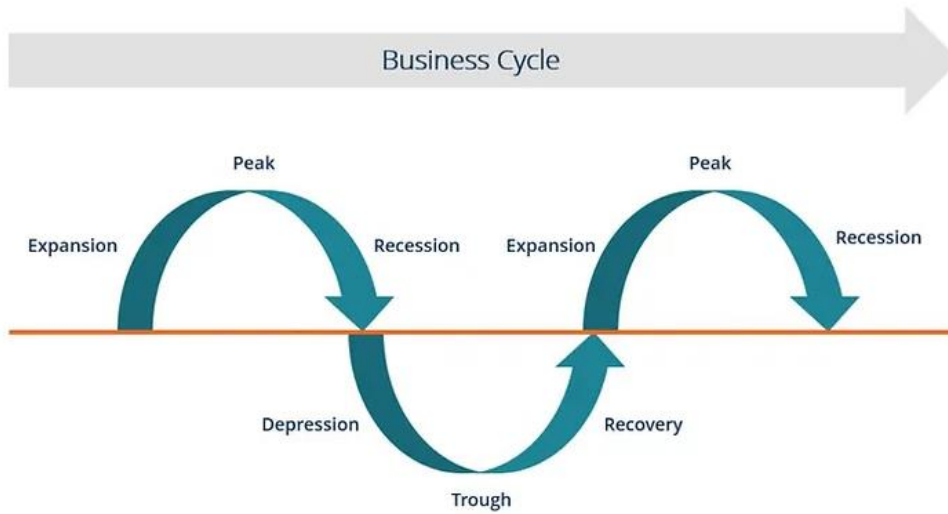 Business Cycle
Peak
Peak
Expansion
Recession
Expansion
Recession
Depression
Recovery
Trough